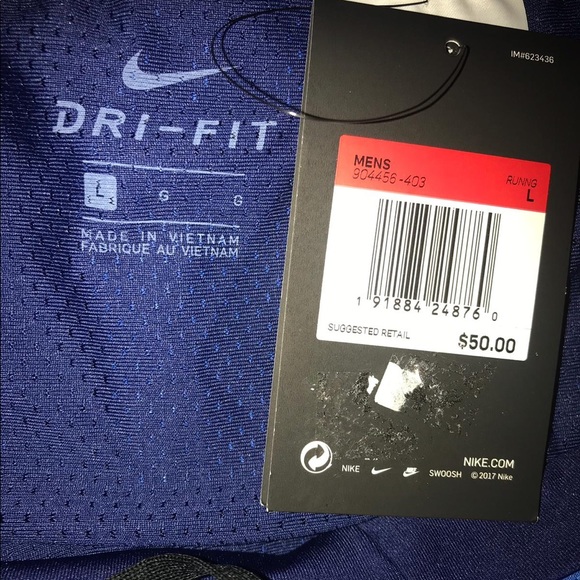 DRI-FIT
L G G
MADE IN VIETNAM
FABRIQUE AU VIETNAM
IM#623436
MENS
904456-403
RUNNG
L
1 91884 24876 0
SUGGESTED RETAIL
$50.00
NIKE.COM
NIKE SWOOSH © 2017 Nike